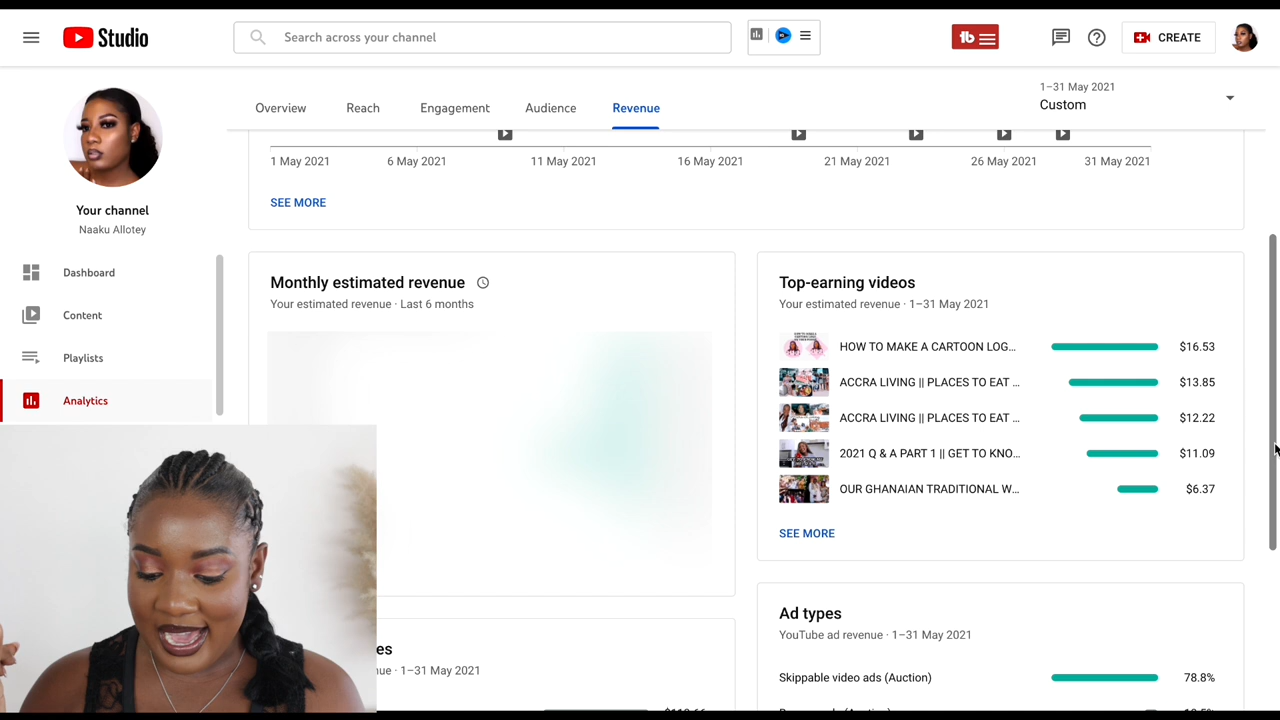 Studio
Search across your channel
CREATE
Overview
Reach
Engagement
Audience
Revenue
1–31 May 2021
Custom
1 May 2021
6 May 2021
11 May 2021
16 May 2021
21 May 2021
26 May 2021
31 May 2021
SEE MORE
Your channel
Naaku Allotey
Dashboard
Content
Playlists
Analytics
Monthly estimated revenue
Your estimated revenue · Last 6 months
Top-earning videos
Your estimated revenue · 1–31 May 2021
HOW TO MAKE A CARTOON LOG... $16.53
ACCRA LIVING || PLACES TO EAT ... $13.85
ACCRA LIVING || PLACES TO EAT ... $12.22
2021 Q & A PART 1 || GET TO KNO... $11.09
OUR GHANAIAN TRADITIONAL W... $6.37
SEE MORE
es
nue · 1–31 May 2021
Ad types
YouTube ad revenue · 1–31 May 2021
Skippable video ads (Auction) 78.8%